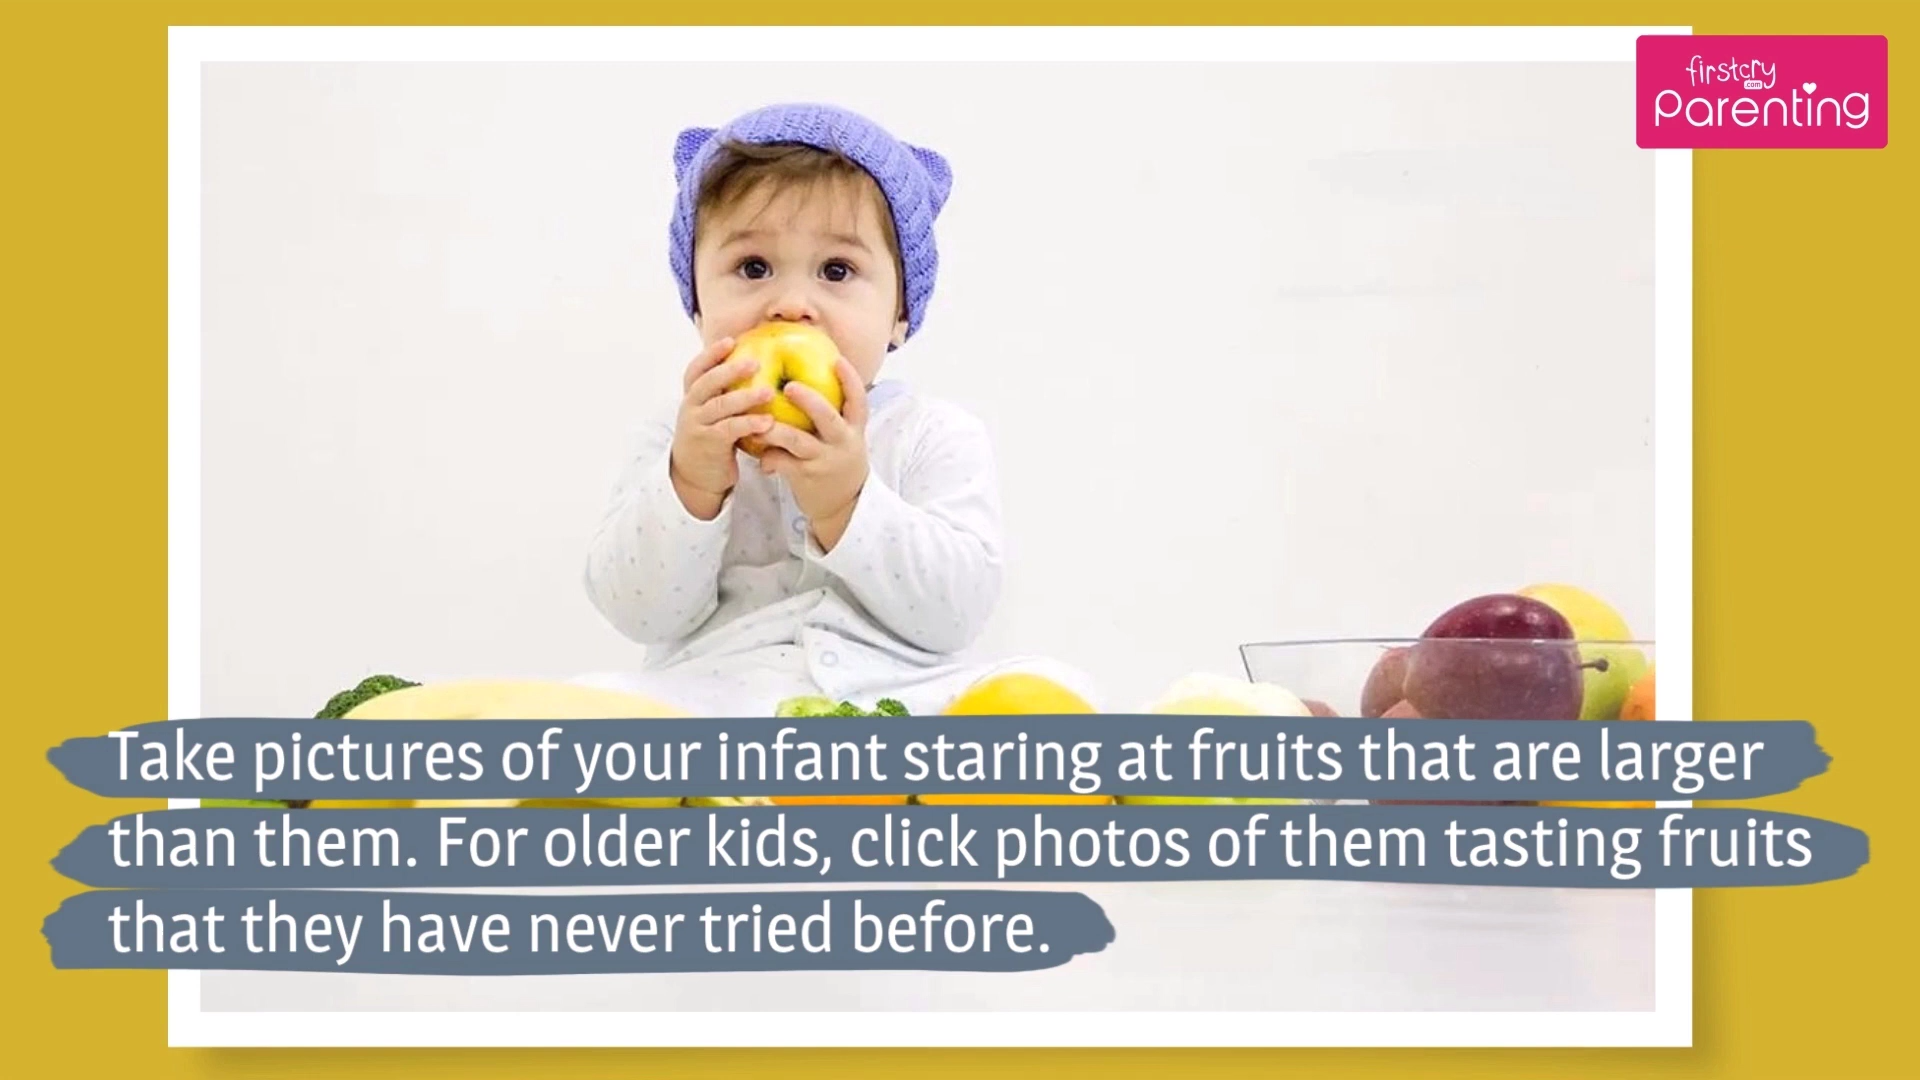 firstcry
.com
Parenting
Take pictures of your infant staring at fruits that are larger
than them. For older kids, click photos of them tasting fruits
that they have never tried before.